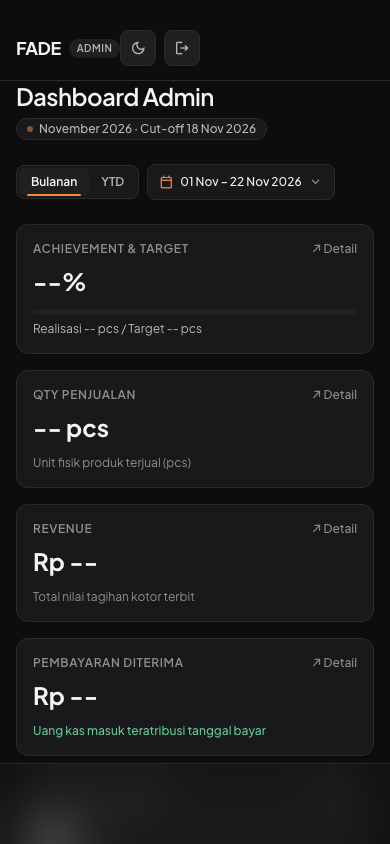 FADE ADMIN
Dashboard Admin
November 2026 · Cut-off 18 Nov 2026
Bulanan YTD 01 Nov – 22 Nov 2026
ACHIEVEMENT & TARGET Detail
--%
Realisasi -- pcs / Target -- pcs
QTY PENJUALAN Detail
-- pcs
Unit fisik produk terjual (pcs)
REVENUE Detail
Rp --
Total nilai tagihan kotor terbit
PEMBAYARAN DITERIMA Detail
Rp --
Uang kas masuk teratribusi tanggal bayar